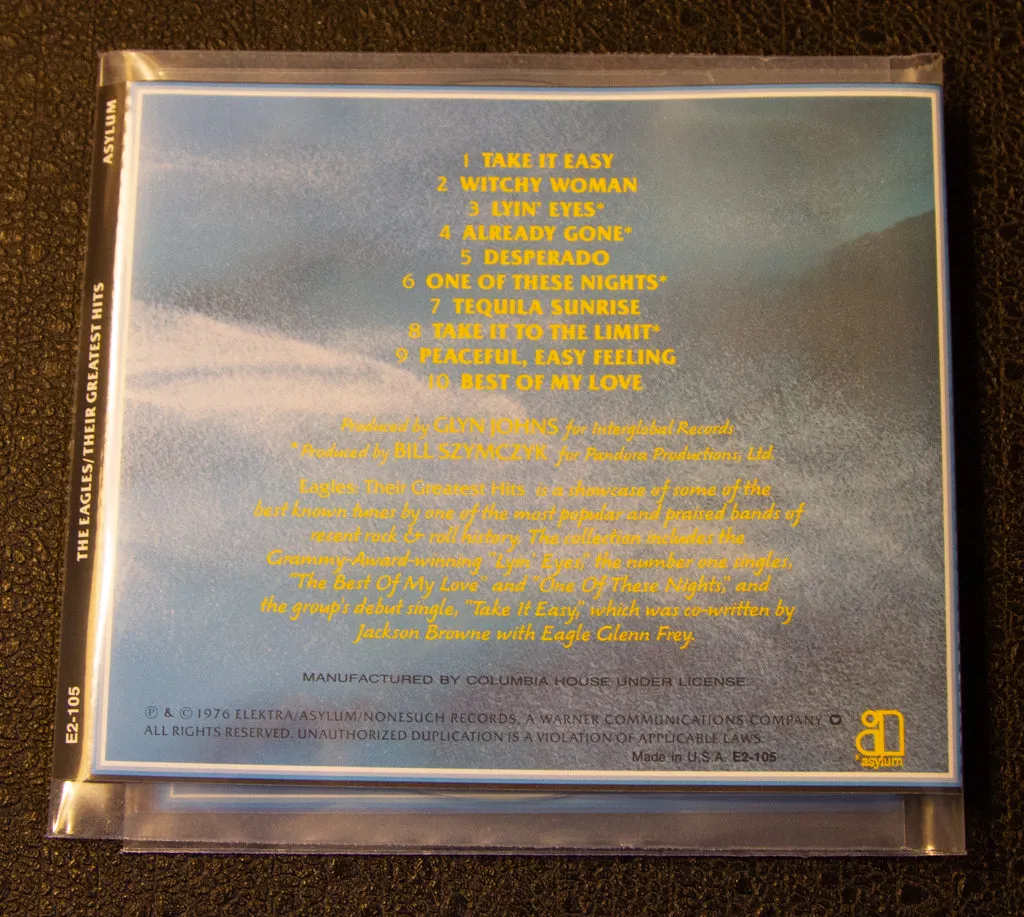 ASYLUM
THE EAGLES/THEIR GREATEST HITS
E2-105
1 TAKE IT EASY
2 WITCHY WOMAN
3 LYIN' EYES*
4 ALREADY GONE*
5 DESPERADO
6 ONE OF THESE NIGHTS*
7 TEQUILA SUNRISE
8 TAKE IT TO THE LIMIT*
9 PEACEFUL, EASY FEELING
10 BEST OF MY LOVE
Produced by GLYN JOHNS for Interglobal Records
*Produced by BILL SZYMCZYK for Pandora Productions, Ltd.
Eagles: Their Greatest Hits is a showcase of some of the
best known tunes by one of the most popular and praised bands of
recent rock & roll history. The collection includes the
Grammy-Award-winning "Lyin' Eyes," the number one singles,
"The Best Of My Love" and "One Of These Nights," and
the group's debut single, "Take It Easy," which was co-written by
Jackson Browne with Eagle Glenn Frey.
MANUFACTURED BY COLUMBIA HOUSE UNDER LICENSE
℗ & © 1976 ELEKTRA/ASYLUM/NONESUCH RECORDS, A WARNER COMMUNICATIONS COMPANY
ALL RIGHTS RESERVED. UNAUTHORIZED DUPLICATION IS A VIOLATION OF APPLICABLE LAWS
Made in U.S.A. E2-105
asylum